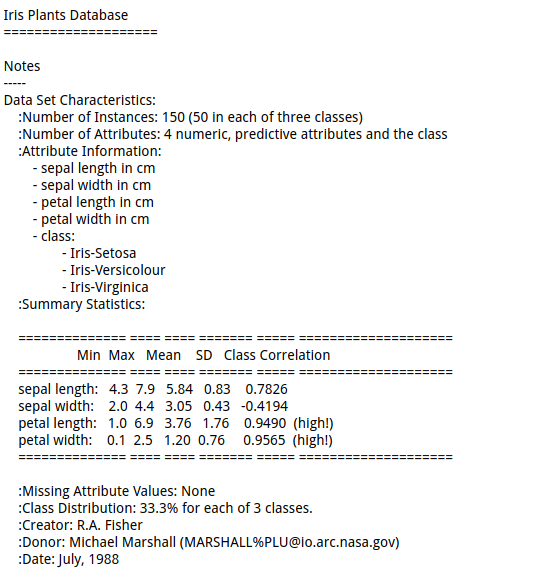 Iris Plants Database
====================
Notes
-----
Data Set Characteristics:
:Number of Instances: 150 (50 in each of three classes)
:Number of Attributes: 4 numeric, predictive attributes and the class
:Attribute Information:
- sepal length in cm
- sepal width in cm
- petal length in cm
- petal width in cm
- class:
- Iris-Setosa
- Iris-Versicolour
- Iris-Virginica
:Summary Statistics:
============== ==== ==== ======= ===== ====================
Min Max Mean SD Class Correlation
============== ==== ==== ======= ===== ====================
sepal length: 4.3 7.9 5.84 0.83 0.7826
sepal width: 2.0 4.4 3.05 0.43 -0.4194
petal length: 1.0 6.9 3.76 1.76 0.9490 (high!)
petal width: 0.1 2.5 1.20 0.76 0.9565 (high!)
============== ==== ==== ======= ===== ====================
:Missing Attribute Values: None
:Class Distribution: 33.3% for each of 3 classes.
:Creator: R.A. Fisher
:Donor: Michael Marshall (MARSHALL%PLU@io.arc.nasa.gov)
:Date: July, 1988